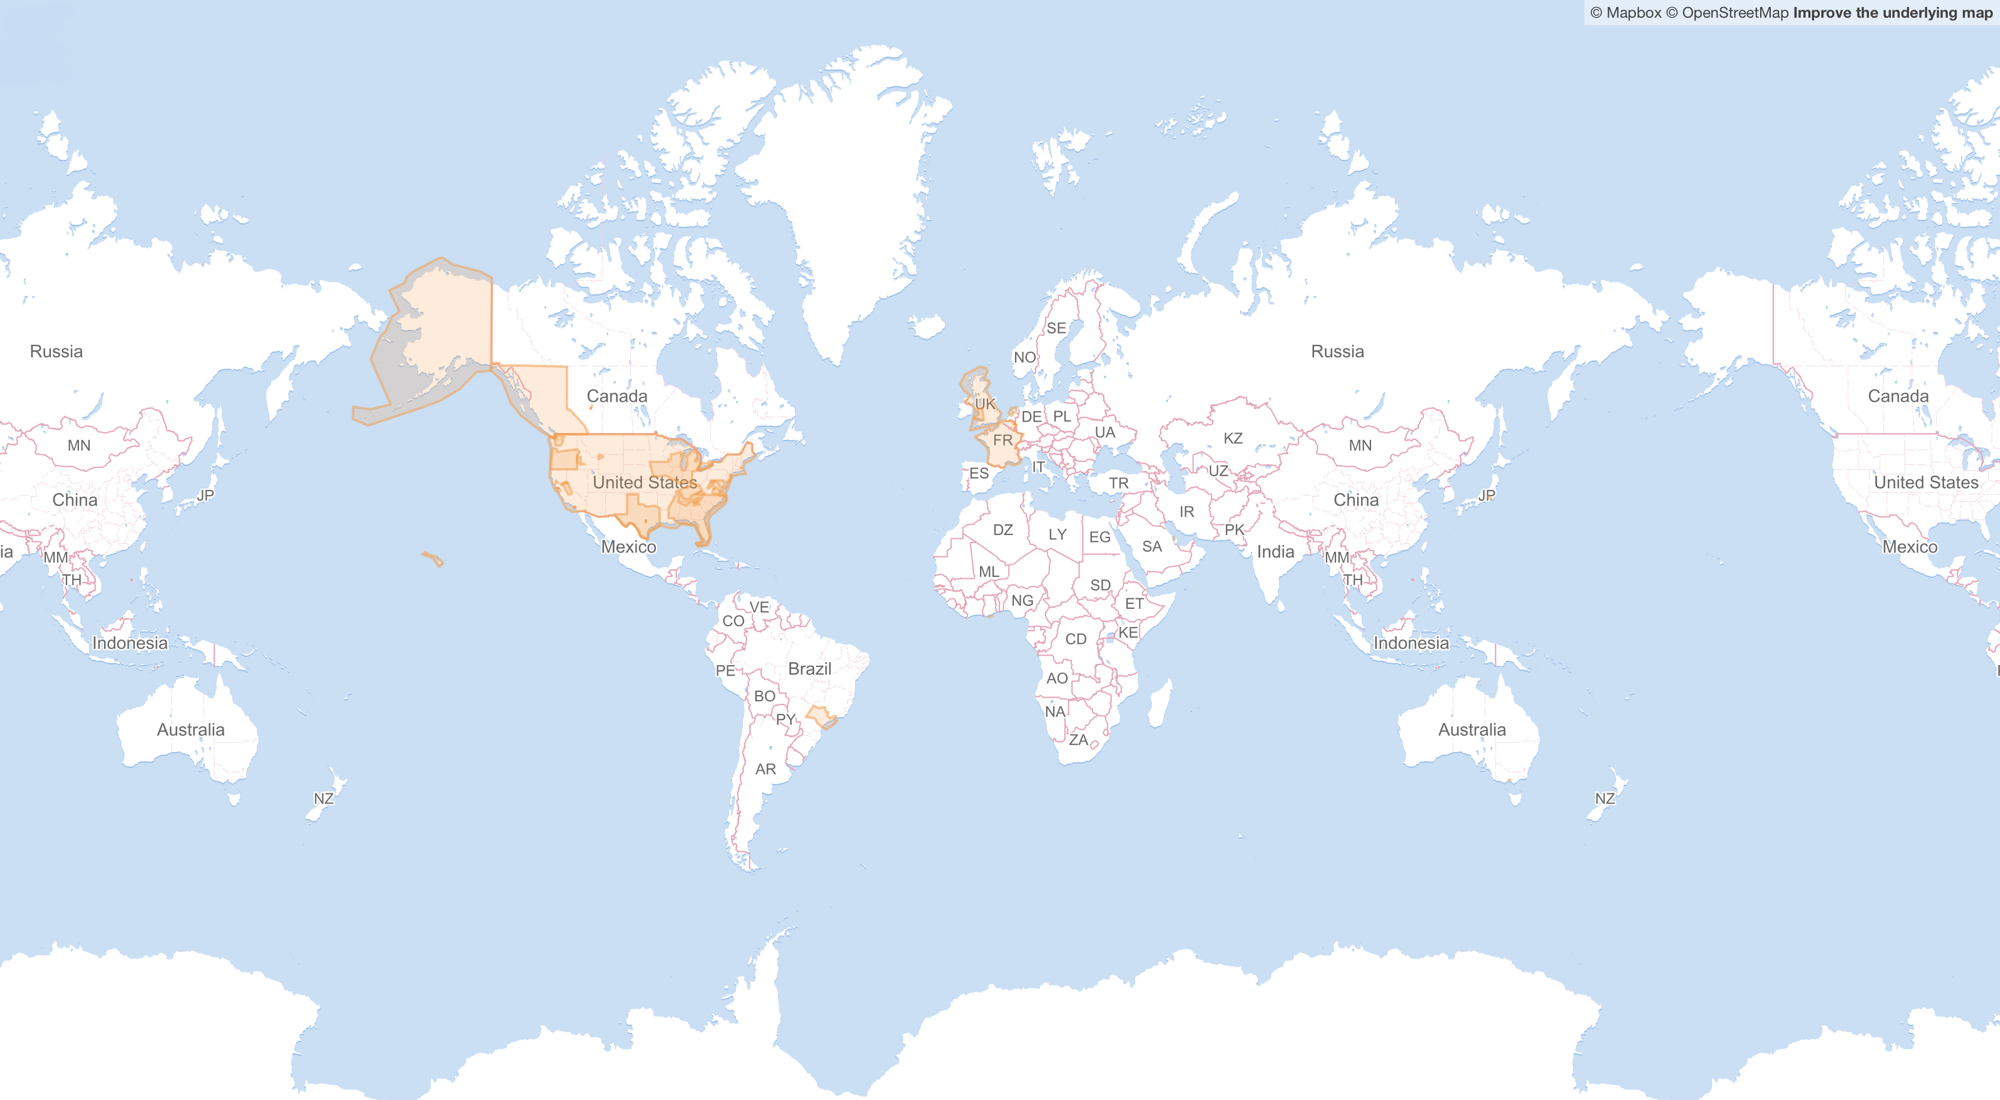 © Mapbox © OpenStreetMap Improve the underlying map
SE
Russia
NO
Russia
Canada
Canada
UK
DE
PL
FR
UA
MN
KZ
MN
ES
IT
UZ
TR
United States
United States
China
JP
China
JP
IR
DZ
LY
EG
PK
Mexico
SA
India
Mexico
ia
MM
MM
TH
ML
SD
TH
NG
ET
VE
CO
KE
CD
Indonesia
Indonesia
PE
Brazil
AO
BO
NA
PY
Australia
ZA
Australia
AR
NZ
NZ